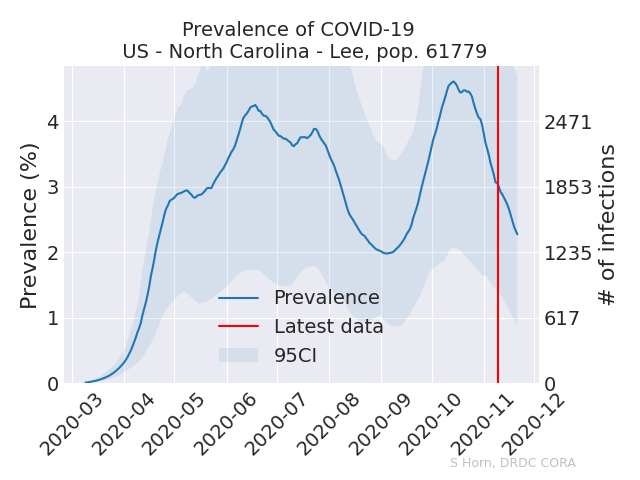 Prevalence of COVID-19
US - North Carolina - Lee, pop. 61779
Prevalence (%)
4
3
2
1
0
2471
1853
1235
617
0
# of infections
Prevalence
Latest data
95CI
2020-03
2020-04
2020-05
2020-06
2020-07
2020-08
2020-09
2020-10
2020-11
2020-12
S Horn, DRDC CORA